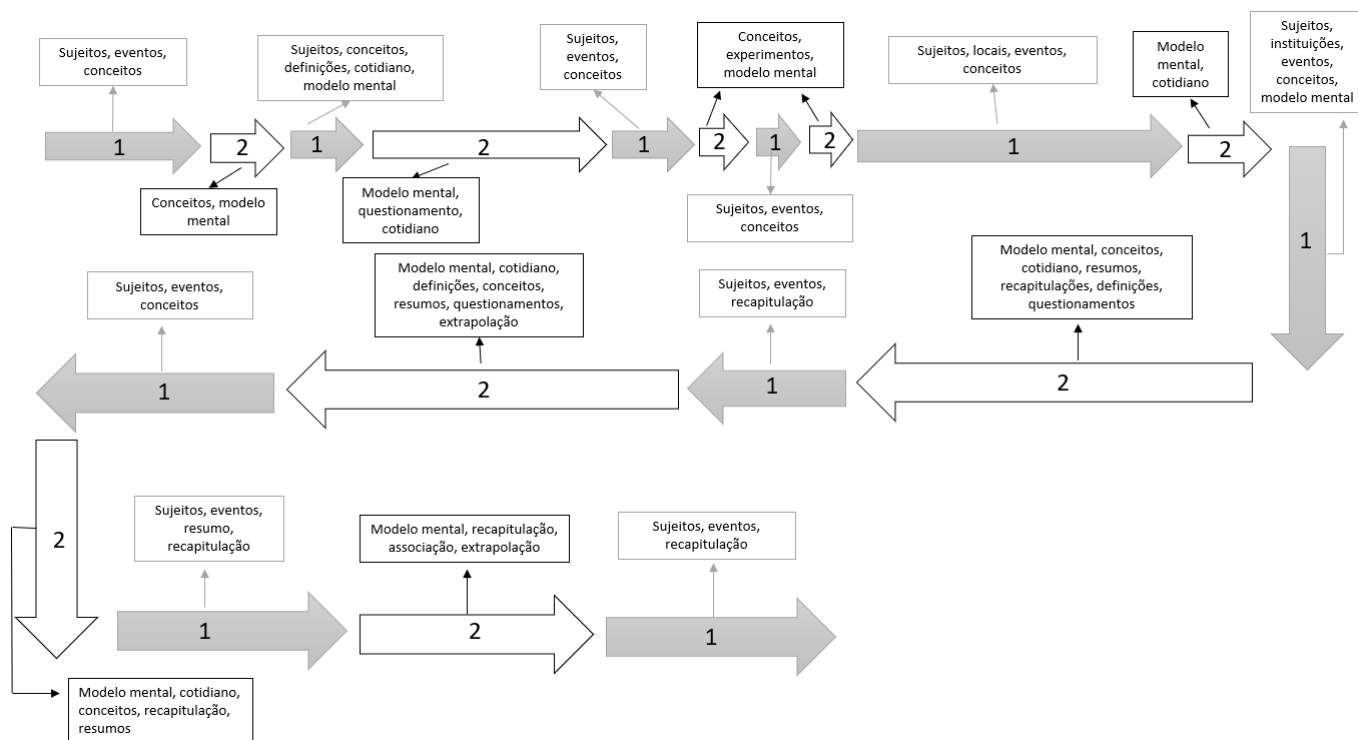 Sujeitos, eventos,
conceitos
Sujeitos, conceitos,
definições, cotidiano,
modelo mental
Sujeitos,
eventos,
conceitos
Conceitos,
experimentos,
modelo mental
Sujeitos, locais, eventos,
conceitos
Modelo
mental,
cotidiano
Sujeitos,
instituições,
eventos,
conceitos,
modelo mental
1
2
1
2
1
2
1
2
1
2
1
Conceitos, modelo
mental
Modelo mental,
questionamento,
cotidiano
Sujeitos, eventos,
conceitos
Sujeitos, eventos,
conceitos
Modelo mental, cotidiano,
definições, conceitos,
resumos, questionamentos,
extrapolação
Sujeitos, eventos,
recapitulação
Modelo mental, conceitos,
cotidiano, resumos,
recapitulações, definições,
questionamentos
1
2
1
2
2
Sujeitos, eventos,
resumo,
recapitulação
Modelo mental, recapitulação,
associação, extrapolação
Sujeitos, eventos,
recapitulação
1
2
1
Modelo mental, cotidiano,
conceitos, recapitulação,
resumos